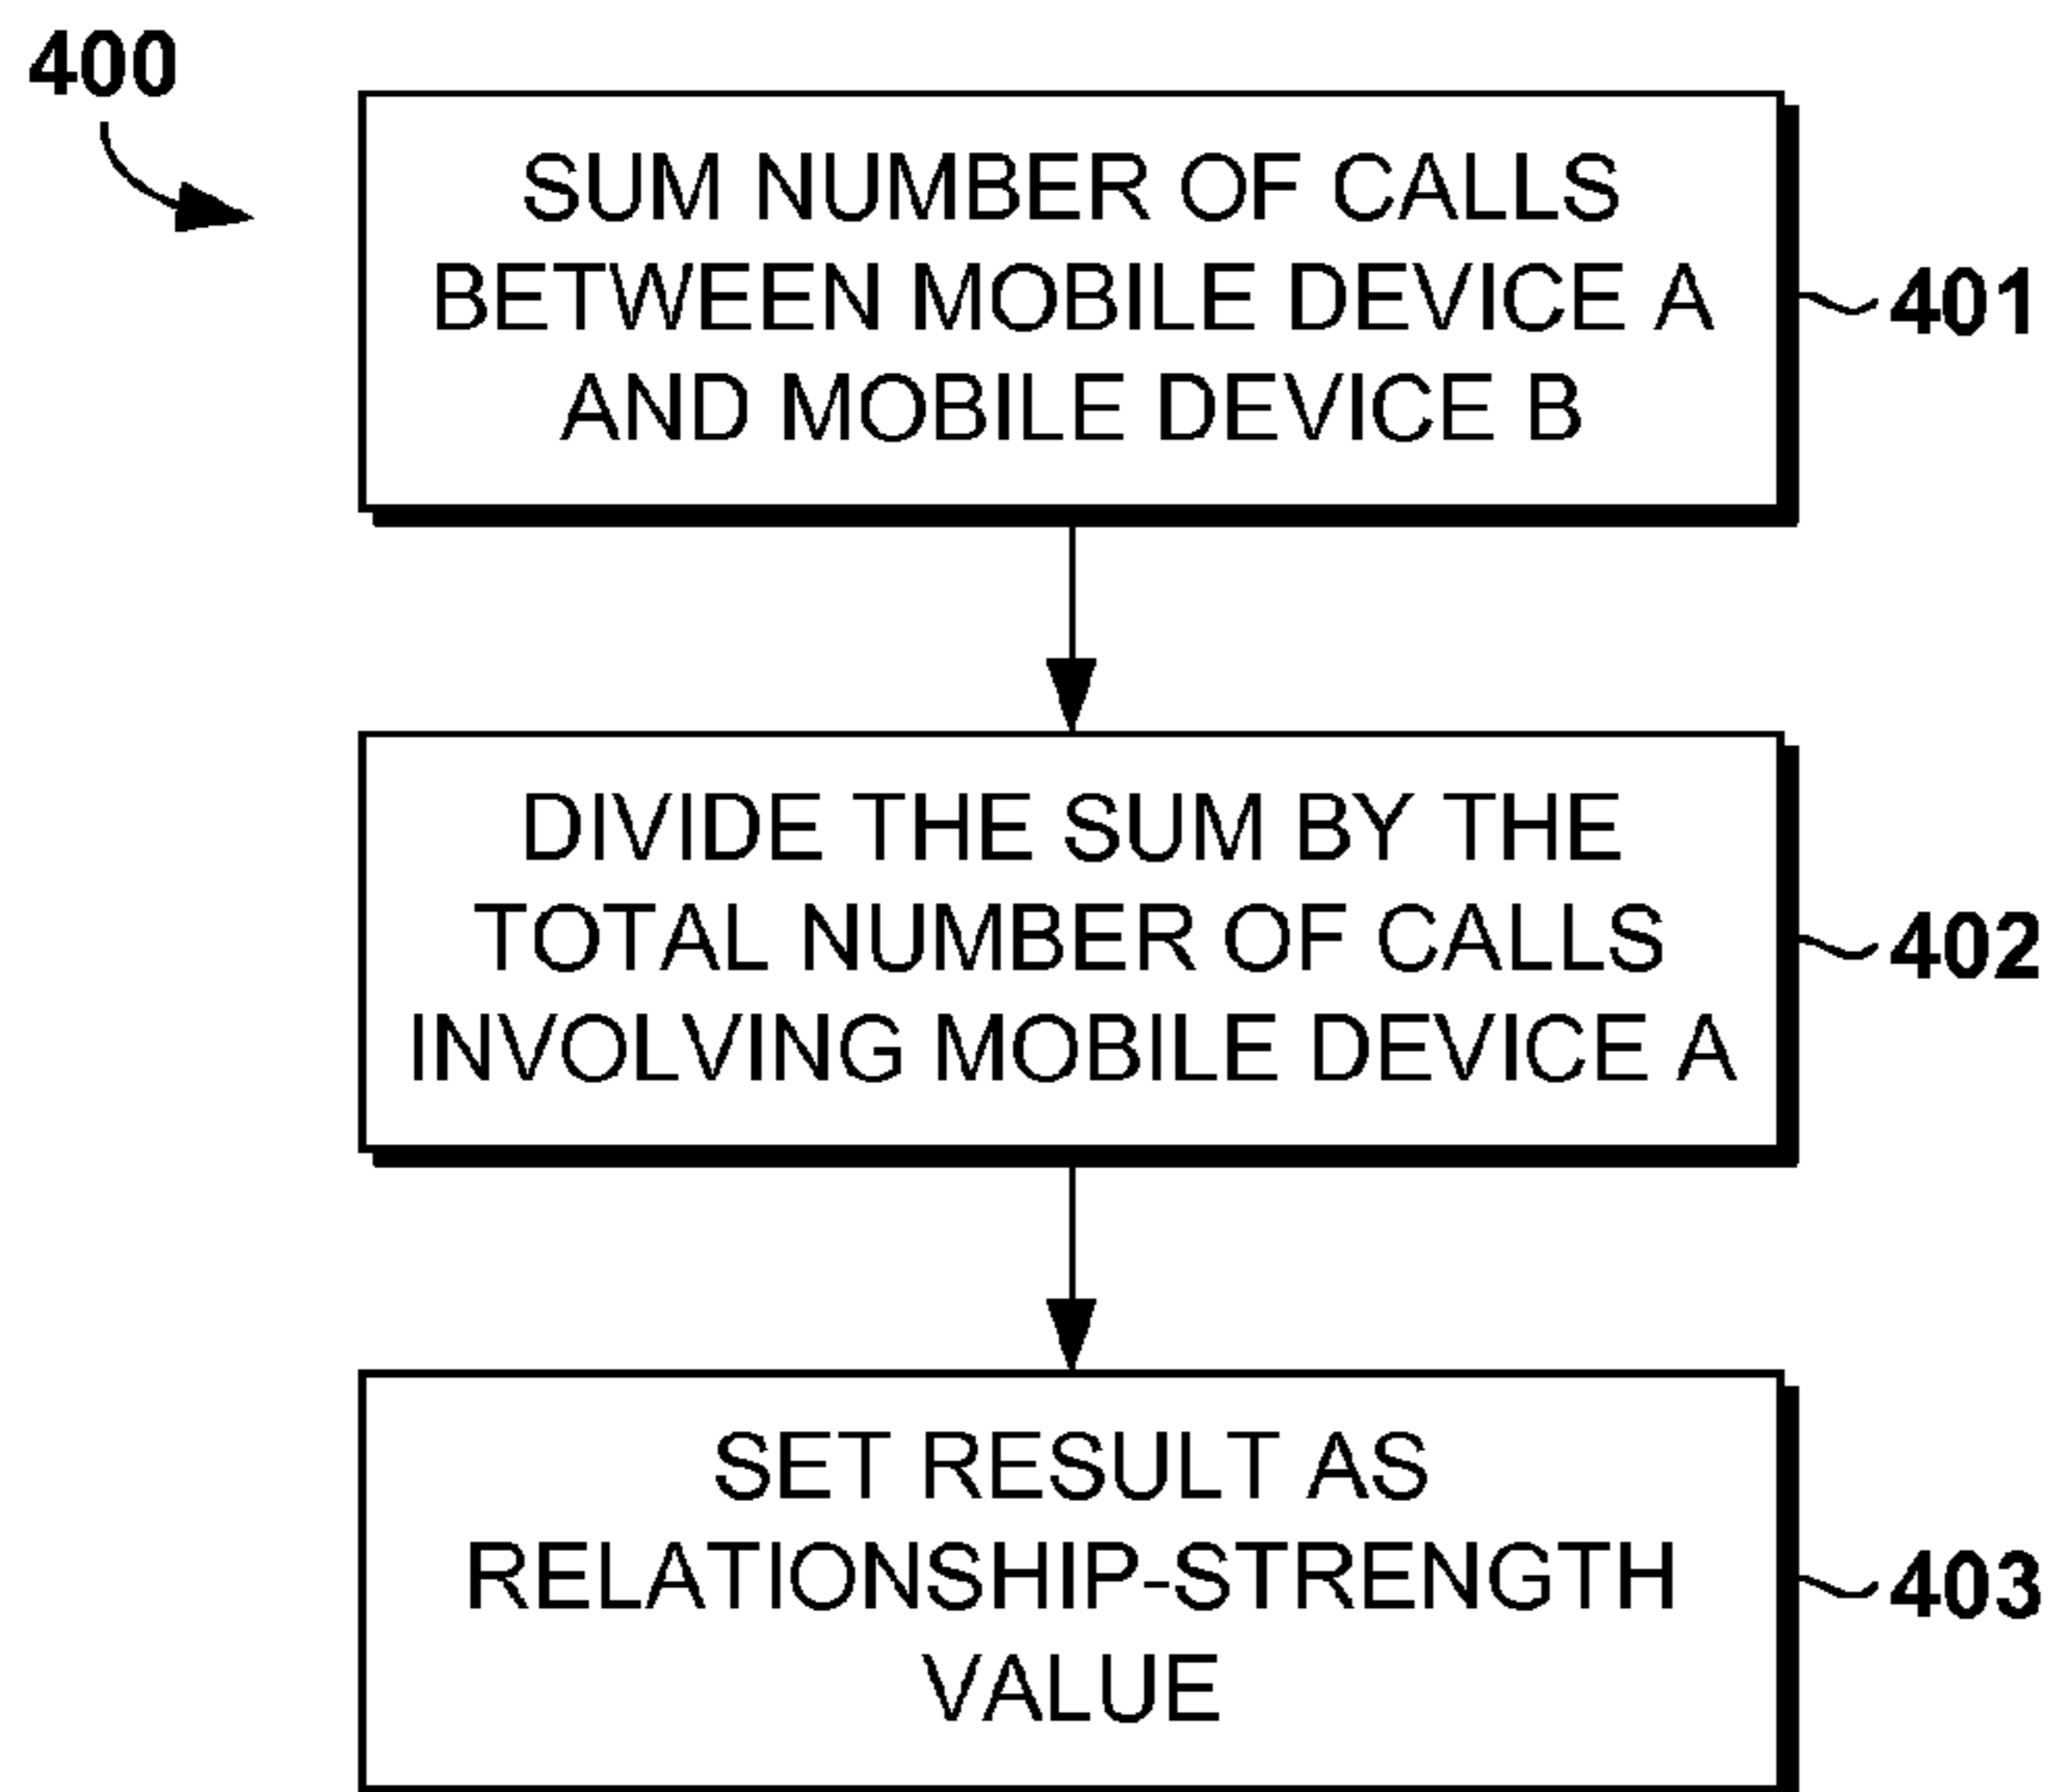 400
SUM NUMBER OF CALLS
BETWEEN MOBILE DEVICE A
AND MOBILE DEVICE B
401
DIVIDE THE SUM BY THE
TOTAL NUMBER OF CALLS
INVOLVING MOBILE DEVICE A
402
SET RESULT AS
RELATIONSHIP-STRENGTH
VALUE
403